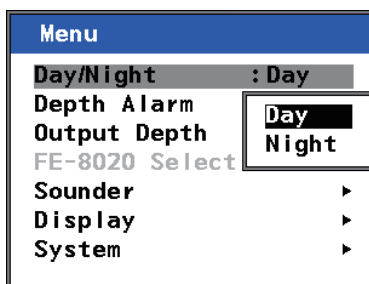 Menu
Day/Night : Day
Depth Alarm
Day
Output Depth
Night
FE-8020 Select
Sounder
Display
System